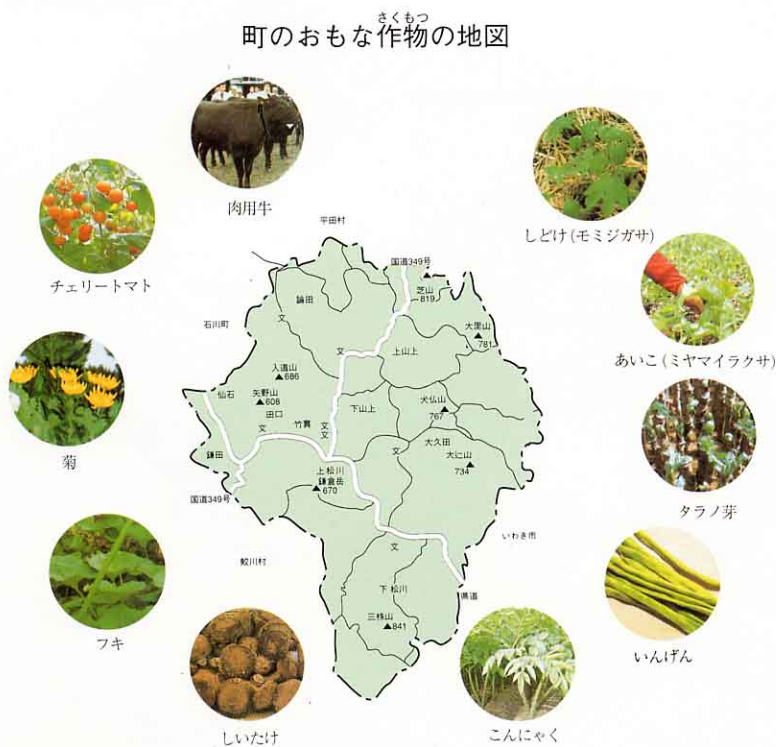 さくもつ
町のおもな作物の地図
肉用牛
チェリートマト
しどけ(モミジガサ)
あいこ(ミヤマイラクサ)
菊
タラノ芽
フキ
いんげん
しいたけ
こんにゃく
平田村
国道349号
芝山
819
論田
石川町
文
大里山
781
文
上山上
入道山
686
仙石
矢野山
608
下山上
犬仏山
767
田口
竹貫
文
文
文
大久田
文
鎌田
上松川
鎌倉岳
670
大辷山
734
国道349号
いわき市
文
鮫川村
下松川
県道
三株山
841